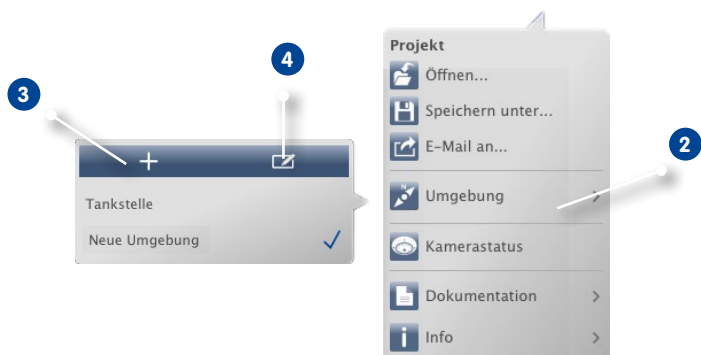 3
4
Tankstelle
Neue Umgebung
Projekt
Öffnen...
Speichern unter...
E-Mail an...
2
N
Umgebung
Kamerastatus
Dokumentation
Info